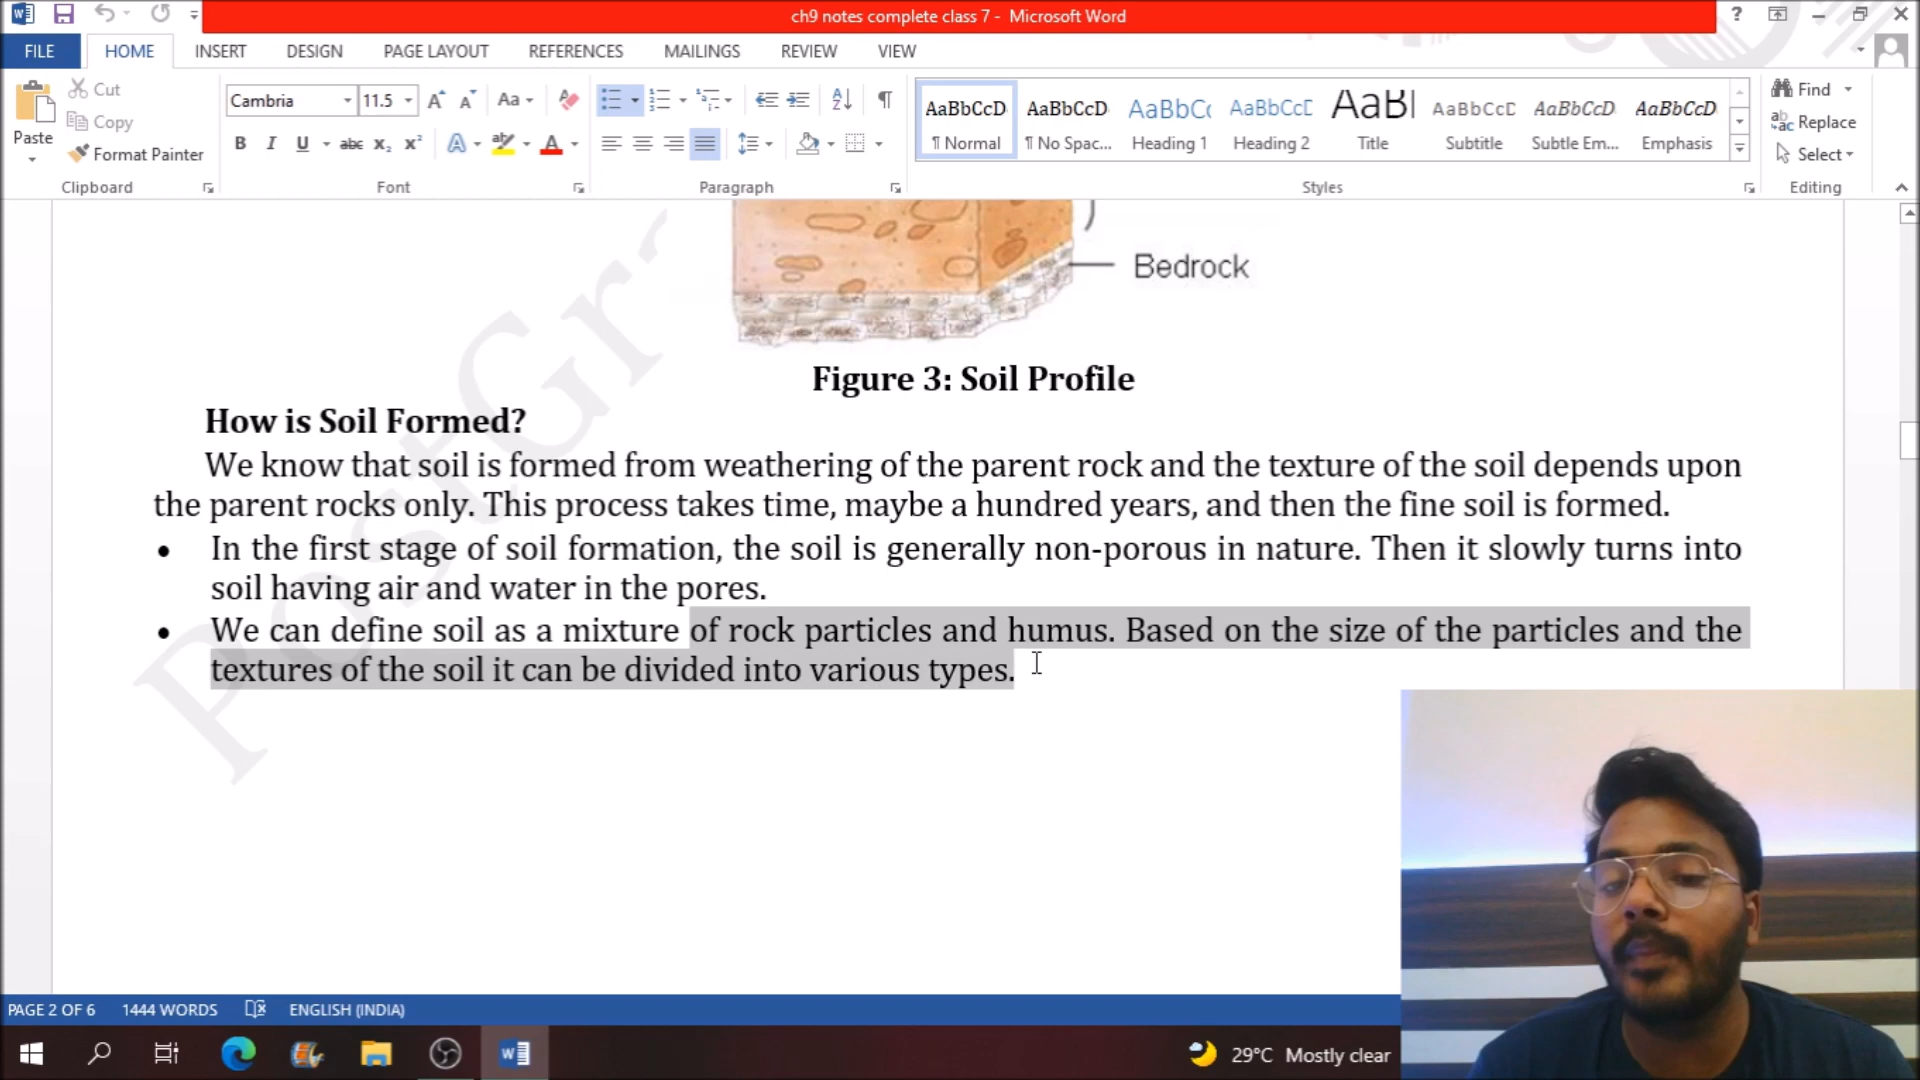 ch9 notes complete class 7 - Microsoft Word
FILE HOME INSERT DESIGN PAGE LAYOUT REFERENCES MAILINGS REVIEW VIEW
Cut
Copy
Format Painter
Paste
Clipboard
Cambria 11.5
Font
Paragraph
AaBbCcD AaBbCcD AaBbC AaBbCc AaBl AaBbCcD AaBbCcD AaBbCcD
¶ Normal ¶ No Spac... Heading 1 Heading 2 Title Subtitle Subtle Em... Emphasis
Styles
Find
Replace
Select
Editing
Bedrock
Figure 3: Soil Profile
How is Soil Formed?
We know that soil is formed from weathering of the parent rock and the texture of the soil depends upon
the parent rocks only. This process takes time, maybe a hundred years, and then the fine soil is formed.
• In the first stage of soil formation, the soil is generally non-porous in nature. Then it slowly turns into
soil having air and water in the pores.
• We can define soil as a mixture of rock particles and humus. Based on the size of the particles and the
textures of the soil it can be divided into various types.
PostGr
PAGE 2 OF 6 1444 WORDS ENGLISH (INDIA)
29°C Mostly clear